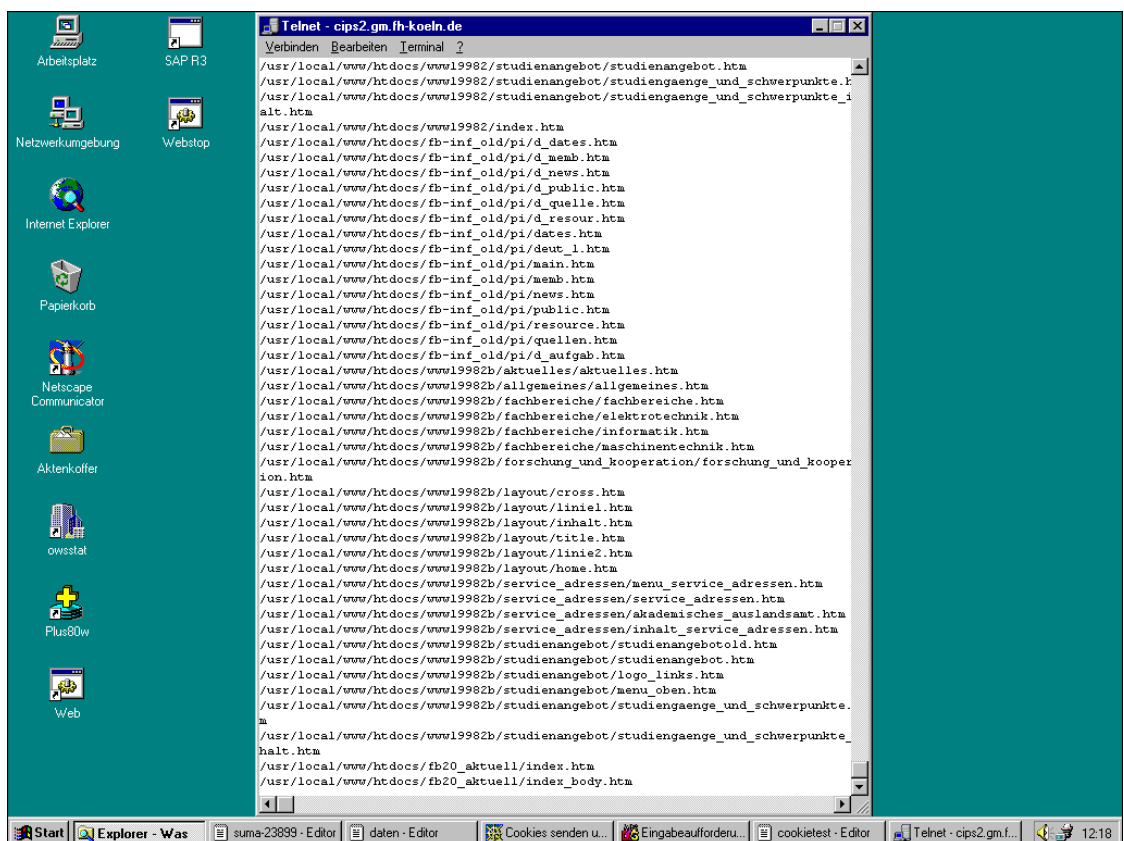 Arbeitsplatz
SAP R3
Netzwerkumgebung
Webstop
Internet Explorer
Papierkorb
Netscape
Communicator
Aktenkoffer
owsstat
Plus80w
Web
Telnet - cips2.gm.fh-koeln.de
Verbinden Bearbeiten Terminal ?
/usr/local/www/htdocs/www19982/studienangebot/studienangebot.htm
/usr/local/www/htdocs/www19982/studienangebot/studiengaenge_und_schwerpunkte.h
/usr/local/www/htdocs/www19982/studienangebot/studiengaenge_und_schwerpunkte_i
alt.htm
/usr/local/www/htdocs/www19982/index.htm
/usr/local/www/htdocs/fb-inf_old/pi/d_dates.htm
/usr/local/www/htdocs/fb-inf_old/pi/d_memb.htm
/usr/local/www/htdocs/fb-inf_old/pi/d_news.htm
/usr/local/www/htdocs/fb-inf_old/pi/d_public.htm
/usr/local/www/htdocs/fb-inf_old/pi/d_quelle.htm
/usr/local/www/htdocs/fb-inf_old/pi/d_resour.htm
/usr/local/www/htdocs/fb-inf_old/pi/dates.htm
/usr/local/www/htdocs/fb-inf_old/pi/deut_l.htm
/usr/local/www/htdocs/fb-inf_old/pi/main.htm
/usr/local/www/htdocs/fb-inf_old/pi/memb.htm
/usr/local/www/htdocs/fb-inf_old/pi/news.htm
/usr/local/www/htdocs/fb-inf_old/pi/public.htm
/usr/local/www/htdocs/fb-inf_old/pi/resource.htm
/usr/local/www/htdocs/fb-inf_old/pi/quellen.htm
/usr/local/www/htdocs/fb-inf_old/pi/d_aufgab.htm
/usr/local/www/htdocs/www19982b/aktuelles/aktuelles.htm
/usr/local/www/htdocs/www19982b/allgemeines/allgemeines.htm
/usr/local/www/htdocs/www19982b/fachbereiche/fachbereiche.htm
/usr/local/www/htdocs/www19982b/fachbereiche/elektrotechnik.htm
/usr/local/www/htdocs/www19982b/fachbereiche/informatik.htm
/usr/local/www/htdocs/www19982b/fachbereiche/maschinentechnik.htm
/usr/local/www/htdocs/www19982b/forschung_und_kooperation/forschung_und_kooper
ion.htm
/usr/local/www/htdocs/www19982b/layout/cross.htm
/usr/local/www/htdocs/www19982b/layout/linie1.htm
/usr/local/www/htdocs/www19982b/layout/inhalt.htm
/usr/local/www/htdocs/www19982b/layout/title.htm
/usr/local/www/htdocs/www19982b/layout/linie2.htm
/usr/local/www/htdocs/www19982b/layout/home.htm
/usr/local/www/htdocs/www19982b/service_adressen/menu_service_adressen.htm
/usr/local/www/htdocs/www19982b/service_adressen/service_adressen.htm
/usr/local/www/htdocs/www19982b/service_adressen/akademisches_auslandsamt.htm
/usr/local/www/htdocs/www19982b/service_adressen/inhalt_service_adressen.htm
/usr/local/www/htdocs/www19982b/studienangebot/studienangebotold.htm
/usr/local/www/htdocs/www19982b/studienangebot/studienangebot.htm
/usr/local/www/htdocs/www19982b/studienangebot/logo_links.htm
/usr/local/www/htdocs/www19982b/studienangebot/menu_oben.htm
/usr/local/www/htdocs/www19982b/studienangebot/studiengaenge_und_schwerpunkte.
m
/usr/local/www/htdocs/www19982b/studienangebot/studiengaenge_und_schwerpunkte_
halt.htm
/usr/local/www/htdocs/fb20_aktuell/index.htm
/usr/local/www/htdocs/fb20_aktuell/index_body.htm
Start Explorer - Was suma-23899 - Editor daten - Editor Cookies senden u... Eingabeaufforderu... cookietest - Editor Telnet - cips2.gm.f... 12:18